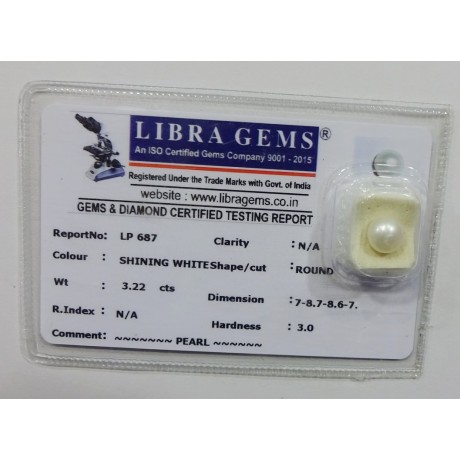 LIBRA GEMS®
An ISO Certified Gems Company 9001 - 2015
Registered Under the Trade Marks with Govt. of India
website : www.libragems.co.in
GEMS & DIAMOND CERTIFIED TESTING REPORT
ReportNo: LP 687 Clarity : N/A
Colour : SHINING WHITE Shape/cut : ROUND
Wt : 3.22 cts Dimension : 7-8.7-8.6-7.
R.Index : N/A Hardness : 3.0
Comment: ~~~~~~~ PEARL ~~~~~~